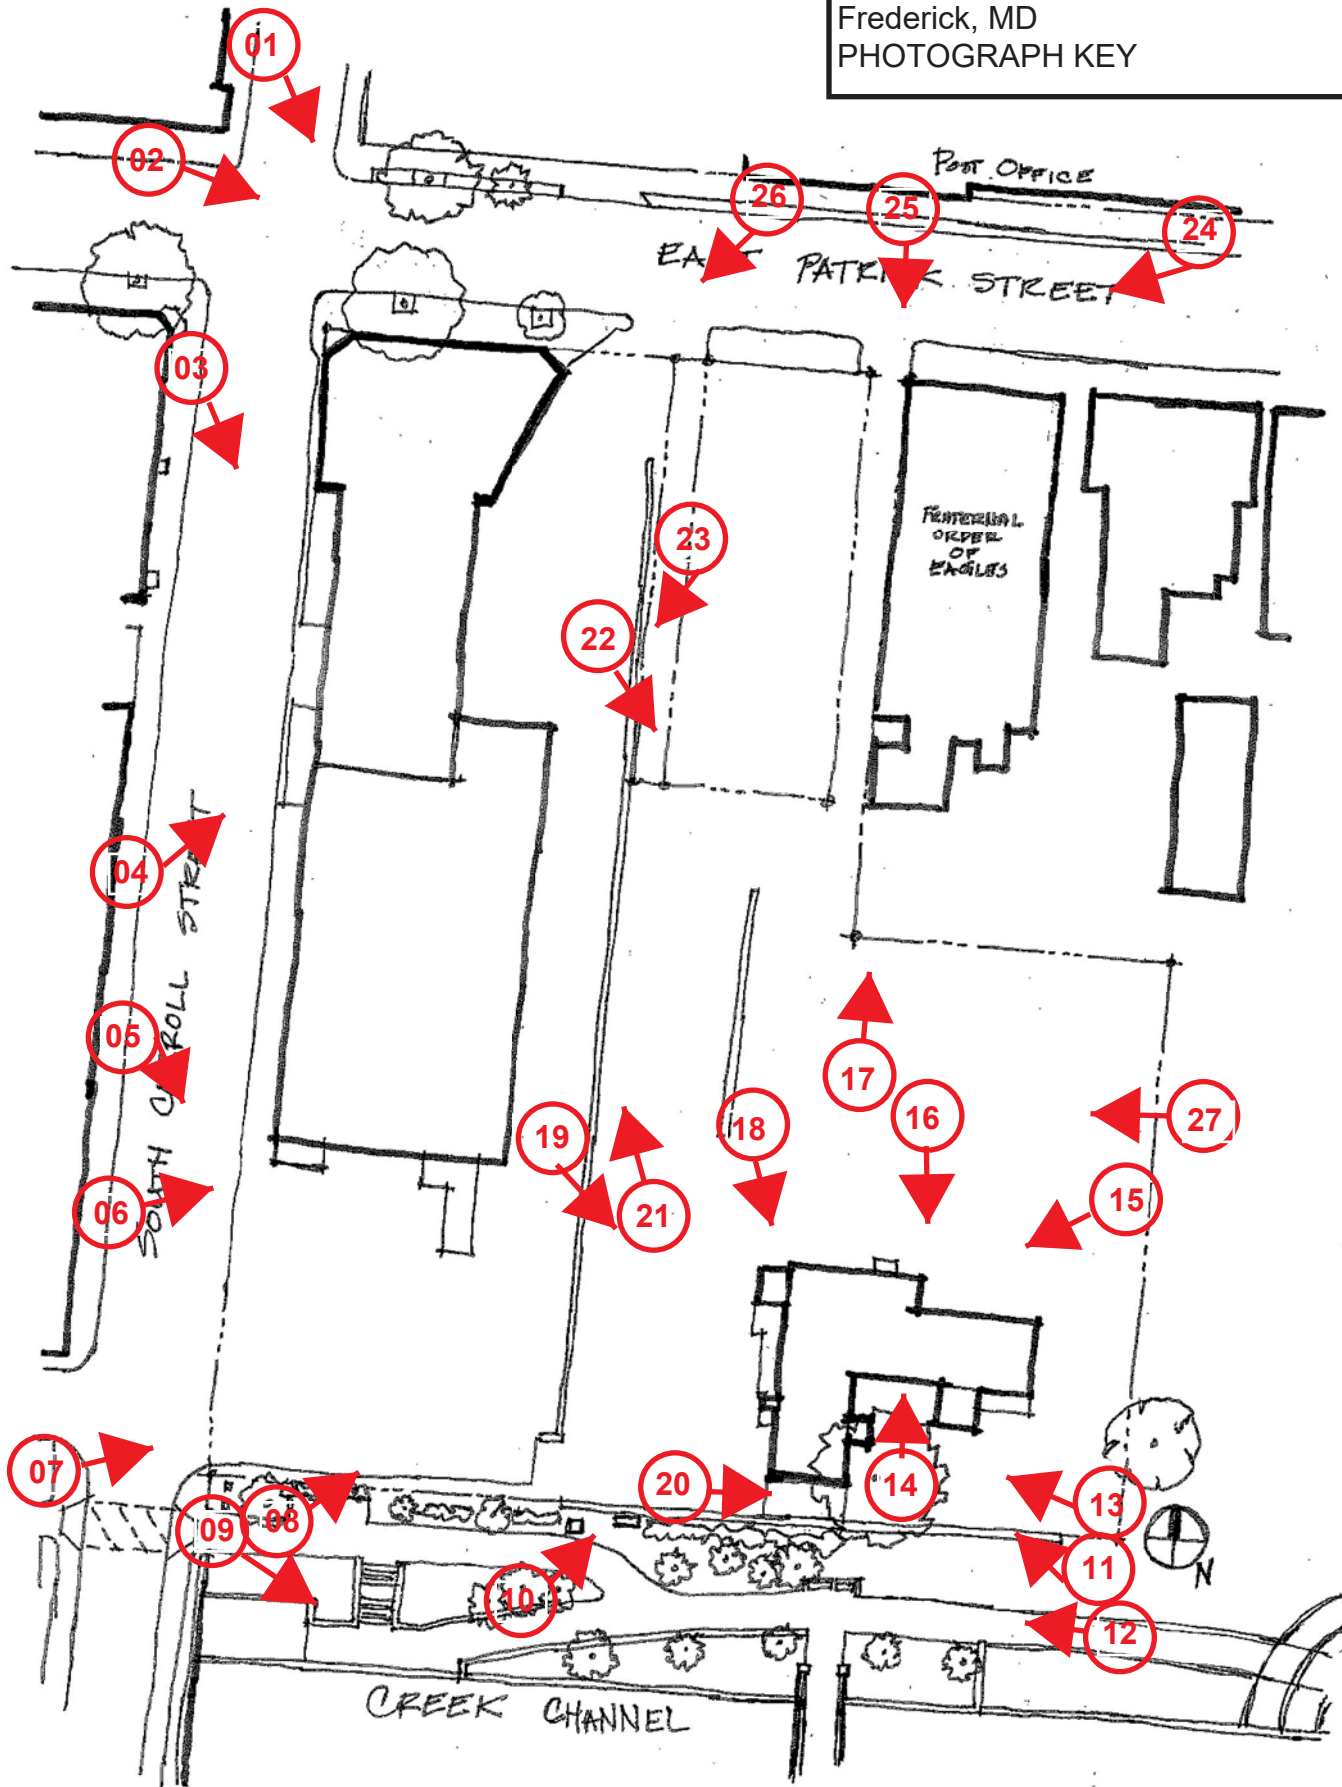 Frederick, MD
PHOTOGRAPH KEY
01
02
POST OFFICE
26
25
24
EAST PATRICK STREET
03
FRATERNAL
ORDER
OF
EAGLES
23
22
04
05
SOUTH CARROLL STREET
06
17
16
27
18
19
21
15
07
08
09
20
14
13
10
11
12
N
CREEK CHANNEL